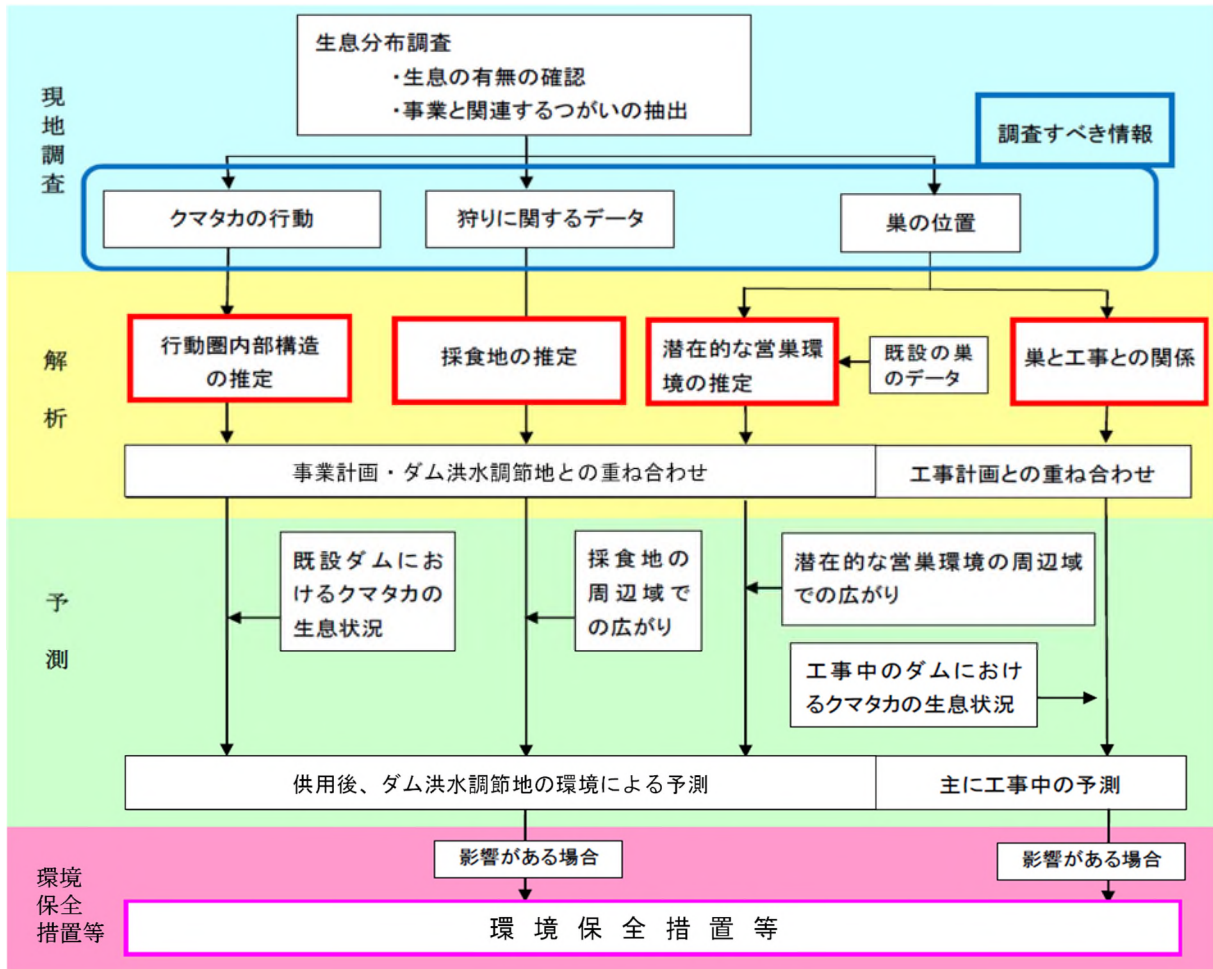 現
地
調
査
生息分布調査
・生息の有無の確認
・事業と関連するつがいの抽出
調査すべき情報
クマタカの行動
狩りに関するデータ
巣の位置
解
析
行動圏内部構造
の推定
採食地の推定
潜在的な営巣環
境の推定
既設の巣
のデータ
巣と工事との関係
事業計画・ダム洪水調節地との重ね合わせ
工事計画との重ね合わせ
予
測
既設ダムにお
けるクマタカの
生息状況
採食地の
周辺域で
の広がり
潜在的な営巣環境の周辺域
での広がり
工事中のダムにおけ
るクマタカの生息状況
供用後、ダム洪水調節地の環境による予測
主に工事中の予測
環境
保全
措置等
影響がある場合
影響がある場合
環境保全措置等